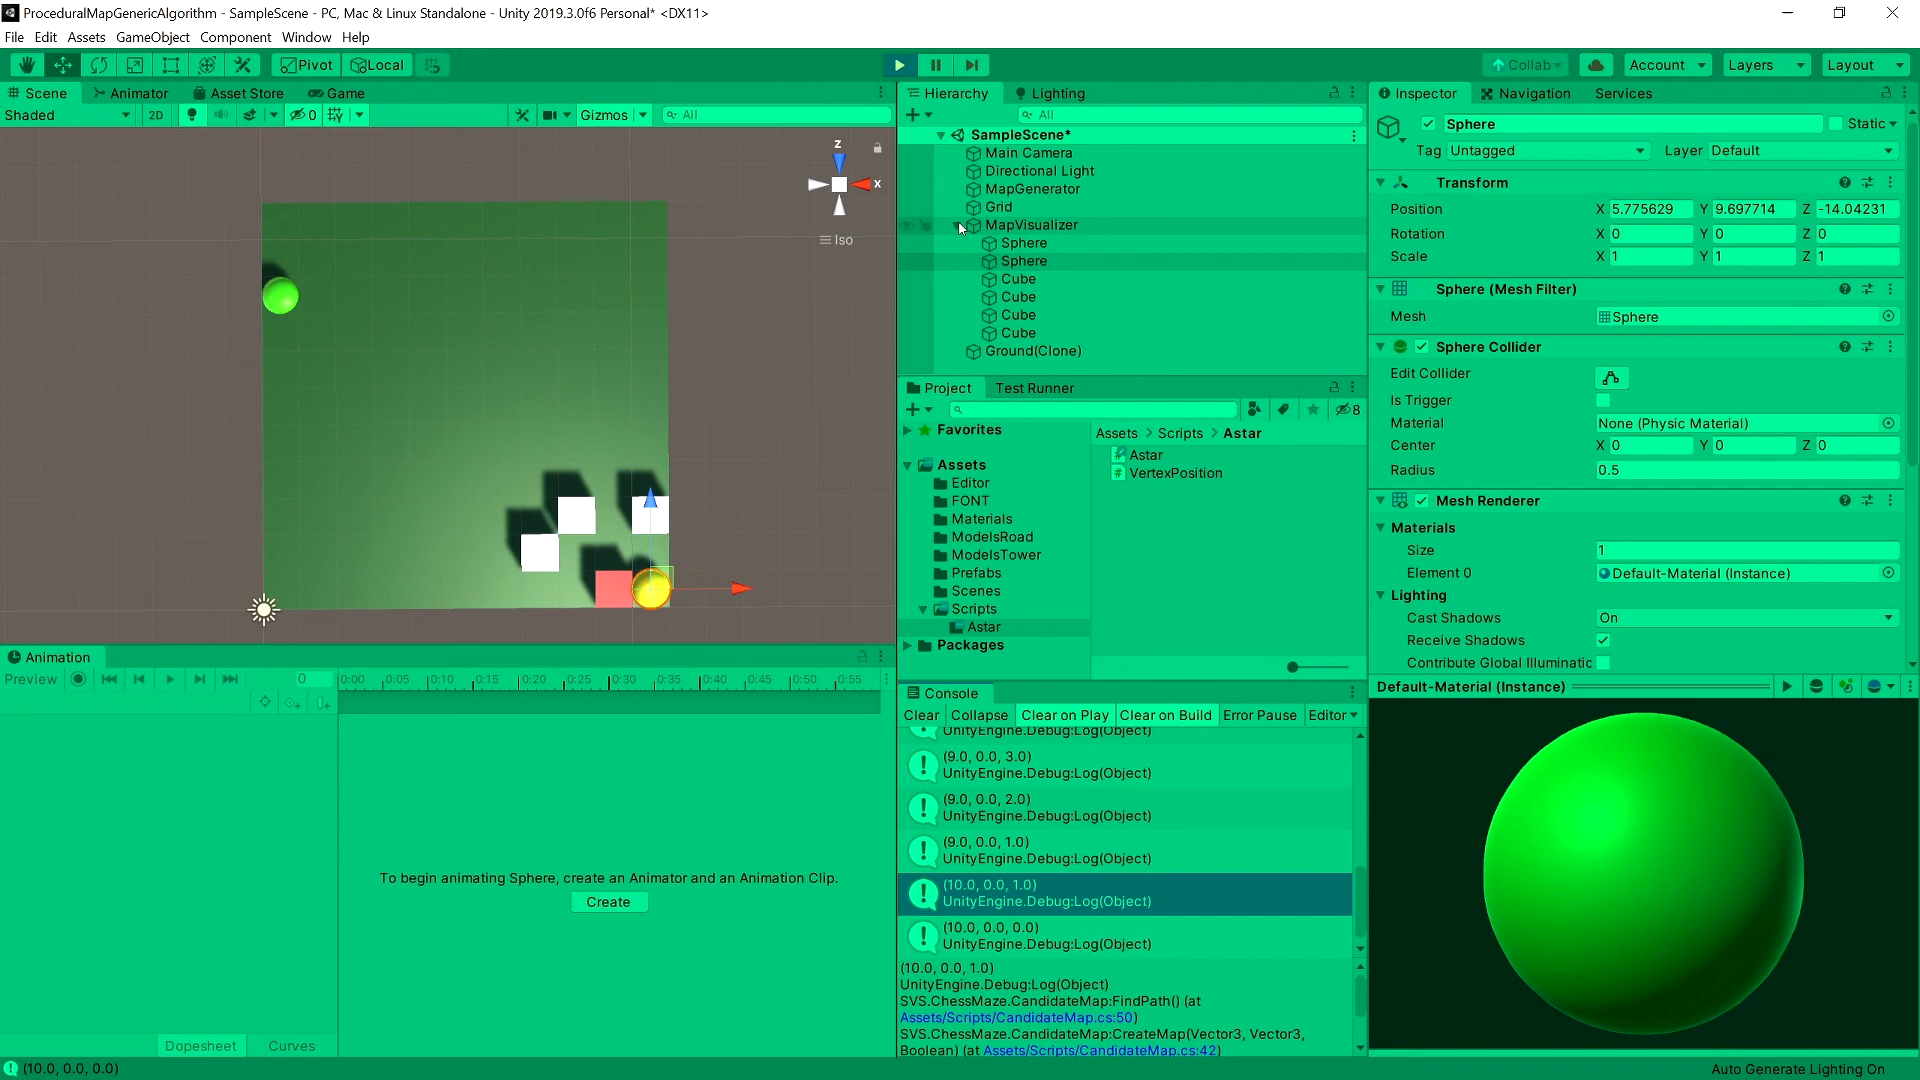 ProceduralMapGenericAlgorithm - SampleScene - PC, Mac & Linux Standalone - Unity 2019.3.0f6 Personal* <DX11>
File Edit Assets GameObject Component Window Help
Pivot Local Collab Account Layers Layout
Scene Animator Asset Store Game
Shaded 2D 0 Gizmos All
z
x
Iso
Hierarchy Lighting
All
SampleScene*
Main Camera
Directional Light
MapGenerator
Grid
MapVisualizer
Sphere
Sphere
Cube
Cube
Cube
Cube
Ground(Clone)
Project Test Runner
8
Favorites
Assets
Editor
FONT
Materials
ModelsRoad
ModelsTower
Prefabs
Scenes
Scripts
Astar
Packages
Assets > Scripts > Astar
Astar
VertexPosition
Animation
Preview 0 0:00 0:05 0:10 0:15 0:20 0:25 0:30 0:35 0:40 0:45 0:50 0:55
To begin animating Sphere, create an Animator and an Animation Clip.
Create
Dopesheet Curves
Console
Clear Collapse Clear on Play Clear on Build Error Pause Editor
UnityEngine.Debug:Log(Object)
(9.0, 0.0, 3.0)
UnityEngine.Debug:Log(Object)
(9.0, 0.0, 2.0)
UnityEngine.Debug:Log(Object)
(9.0, 0.0, 1.0)
UnityEngine.Debug:Log(Object)
(10.0, 0.0, 1.0)
UnityEngine.Debug:Log(Object)
(10.0, 0.0, 0.0)
UnityEngine.Debug:Log(Object)
(10.0, 0.0, 1.0)
UnityEngine.Debug:Log(Object)
SVS.ChessMaze.CandidateMap:FindPath() (at
Assets/Scripts/CandidateMap.cs:50)
SVS.ChessMaze.CandidateMap:CreateMap(Vector3, Vector3,
Boolean) (at Assets/Scripts/CandidateMap.cs:42)
Inspector Navigation Services
Sphere Static
Tag Untagged Layer Default
Transform
Position X 5.775629 Y 9.697714 Z -14.04231
Rotation X 0 Y 0 Z 0
Scale X 1 Y 1 Z 1
Sphere (Mesh Filter)
Mesh Sphere
Sphere Collider
Edit Collider
Is Trigger
Material None (Physic Material)
Center X 0 Y 0 Z 0
Radius 0.5
Mesh Renderer
Materials
Size 1
Element 0 Default-Material (Instance)
Lighting
Cast Shadows On
Receive Shadows
Contribute Global Illuminatic
Default-Material (Instance)
(10.0, 0.0, 0.0)
Auto Generate Lighting On